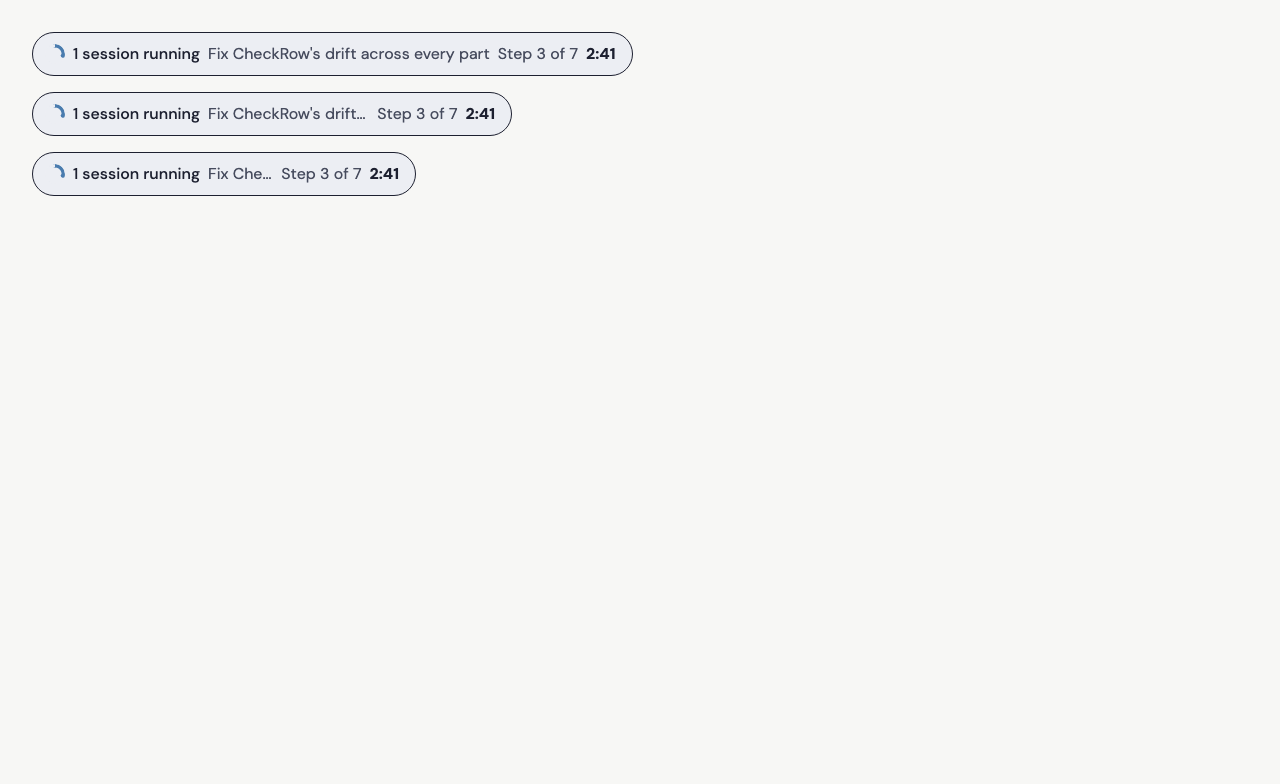 1 session running Fix CheckRow's drift across every part Step 3 of 7 2:41
1 session running Fix CheckRow's drift... Step 3 of 7 2:41
1 session running Fix Che... Step 3 of 7 2:41